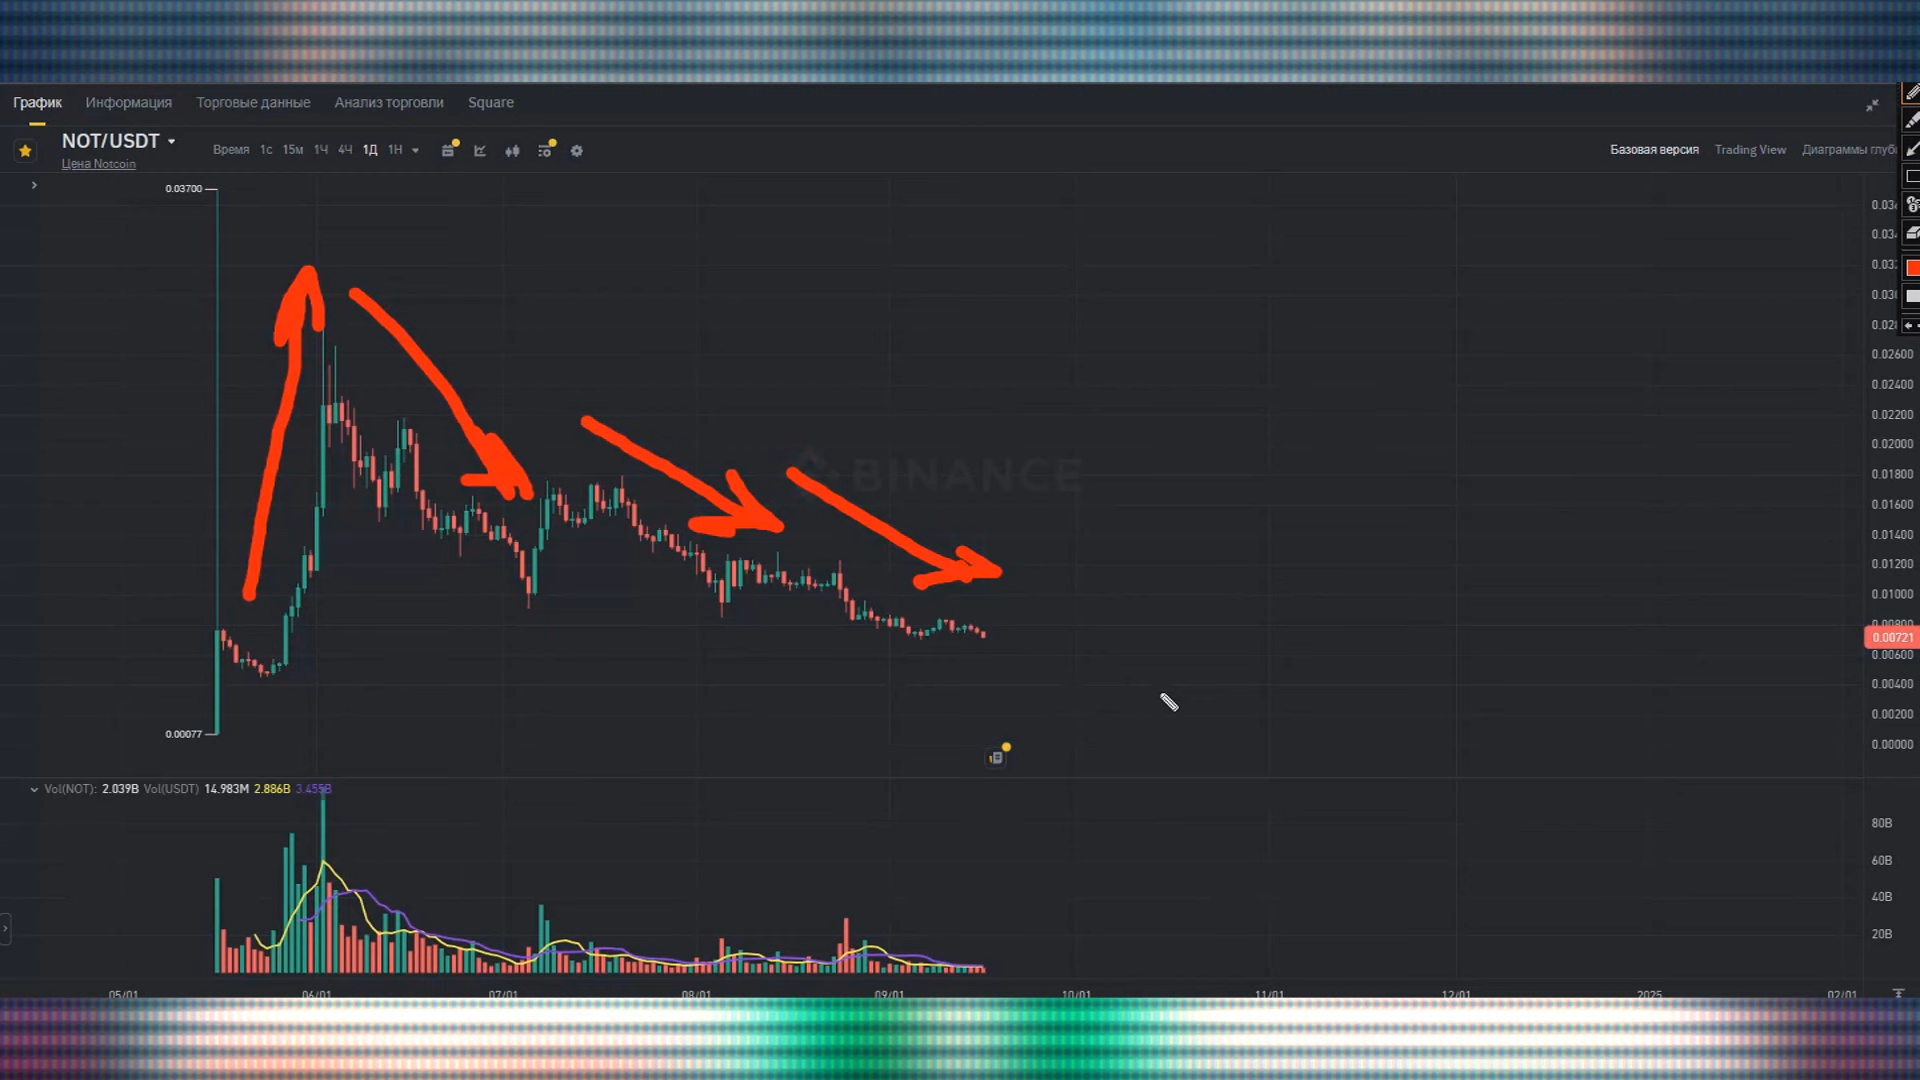 График Информация Торговые данные Анализ торговли Square
NOT/USDT
Цена Notcoin
Время 1с 15м 1Ч 4Ч 1Д 1Н
Базовая версия Trading View Диаграммы глуб
0.03700
BINANCE
0.02600
0.02400
0.02200
0.02000
0.01800
0.01600
0.01400
0.01200
0.01000
0.00800
0.00721
0.00600
0.00400
0.00200
0.00000
0.00077
Vol(NOT): 2.039B Vol(USDT) 14.983M 2.886B 3.455B
80B
60B
40B
20B
05/01 06/01 07/01 08/01 09/01 10/01 11/01 12/01 2025 02/01